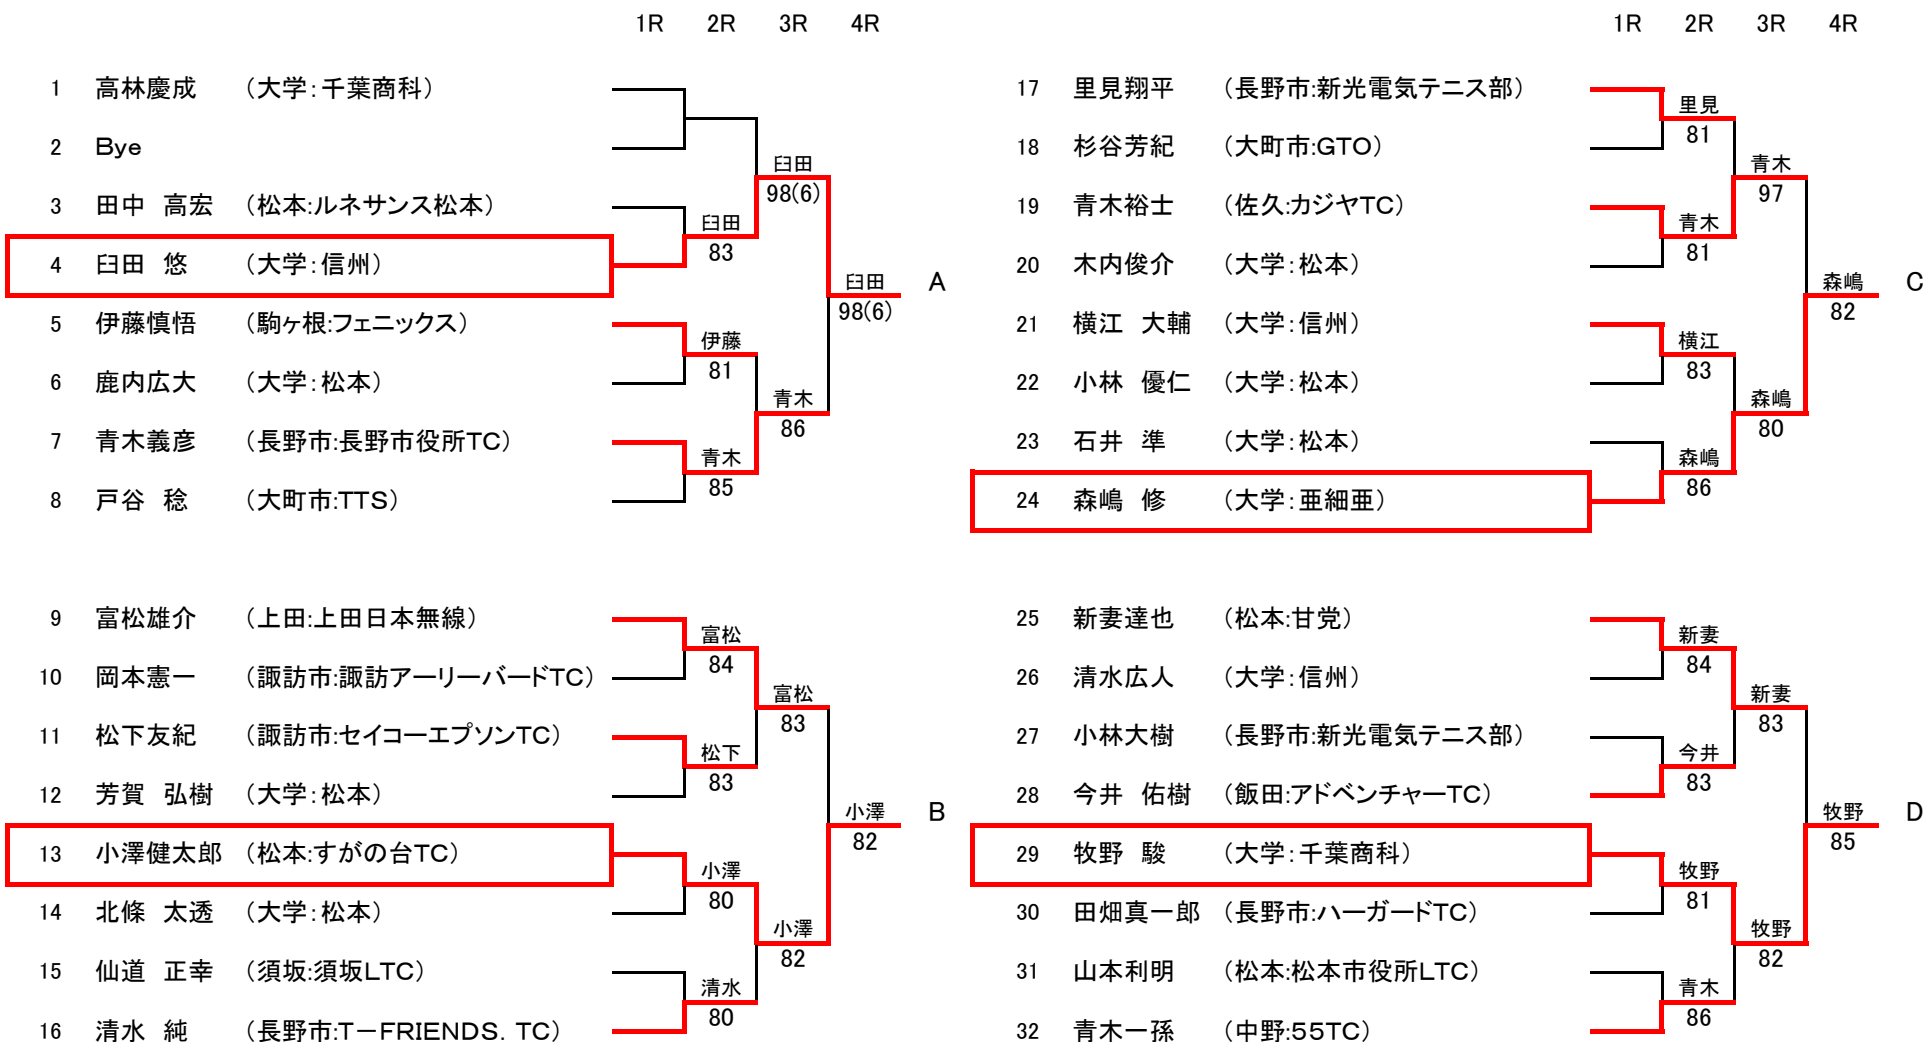 1R 2R 3R 4R
1 高林慶成 （大学：千葉商科）
2 Bye
臼田
98(6)
3 田中 高宏 （松本:ルネサンス松本）
臼田
83
4 臼田 悠 （大学：信州）
臼田 A
98(6)
5 伊藤慎悟 （駒ヶ根:フェニックス）
伊藤
81
6 鹿内広大 （大学：松本）
青木
86
7 青木義彦 （長野市:長野市役所TC）
青木
85
8 戸谷 稔 （大町市:TTS）
9 富松雄介 （上田:上田日本無線）
富松
84
10 岡本憲一 （諏訪市:諏訪アーリーバードTC）
富松
83
11 松下友紀 （諏訪市:セイコーエプソンTC）
松下
83
12 芳賀 弘樹 （大学：松本）
小澤 B
82
13 小澤健太郎 （松本:すがの台TC）
小澤
80
14 北條 太透 （大学：松本）
小澤
82
15 仙道 正幸 （須坂:須坂LTC）
清水
80
16 清水 純 （長野市:T－FRIENDS．TC）
1R 2R 3R 4R
17 里見翔平 （長野市:新光電気テニス部）
里見
81
18 杉谷芳紀 （大町市:GTO）
青木
97
19 青木裕士 （佐久:カジヤTC）
青木
81
20 木内俊介 （大学：松本）
森嶋 C
82
21 横江 大輔 （大学：信州）
横江
83
22 小林 優仁 （大学：松本）
森嶋
80
23 石井 準 （大学：松本）
森嶋
86
24 森嶋 修 （大学：亜細亜）
25 新妻達也 （松本:甘党）
新妻
84
26 清水広人 （大学：信州）
新妻
83
27 小林大樹 （長野市:新光電気テニス部）
今井
83
28 今井 佑樹 （飯田:アドベンチャーTC）
牧野 D
85
29 牧野 駿 （大学：千葉商科）
牧野
81
30 田畑真一郎 （長野市:ハーガードTC）
牧野
82
31 山本利明 （松本:松本市役所LTC）
青木
86
32 青木一孫 （中野:55TC）